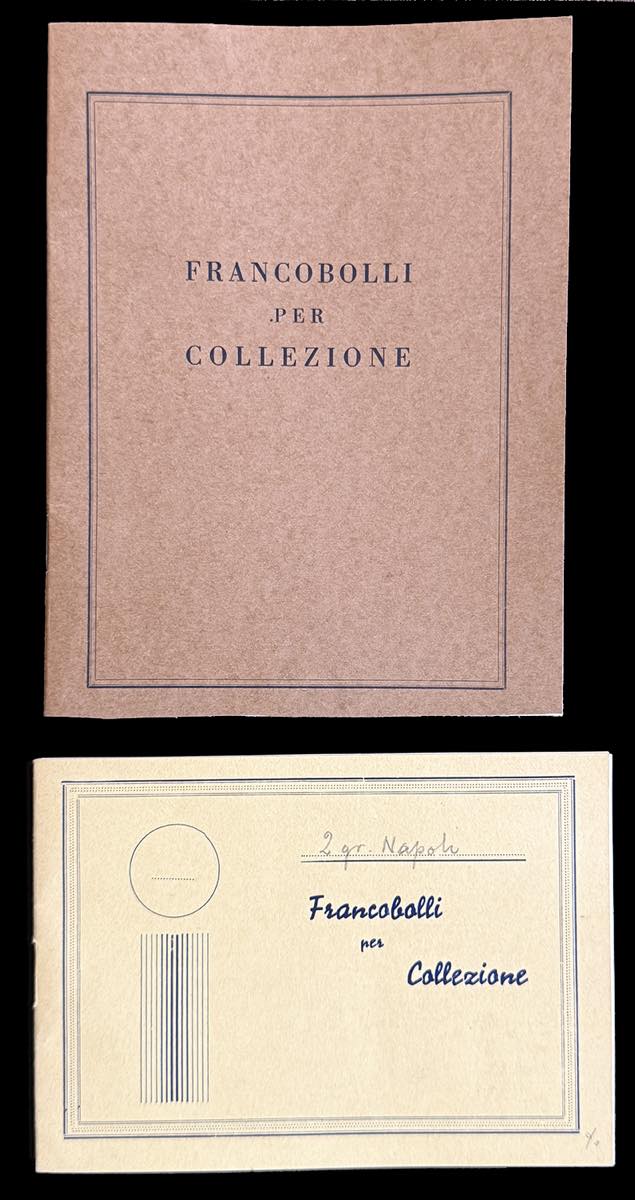 FRANCOBOLLI
.PER
COLLEZIONE
2 gr. Napoli
Francobolli
per
Collezione